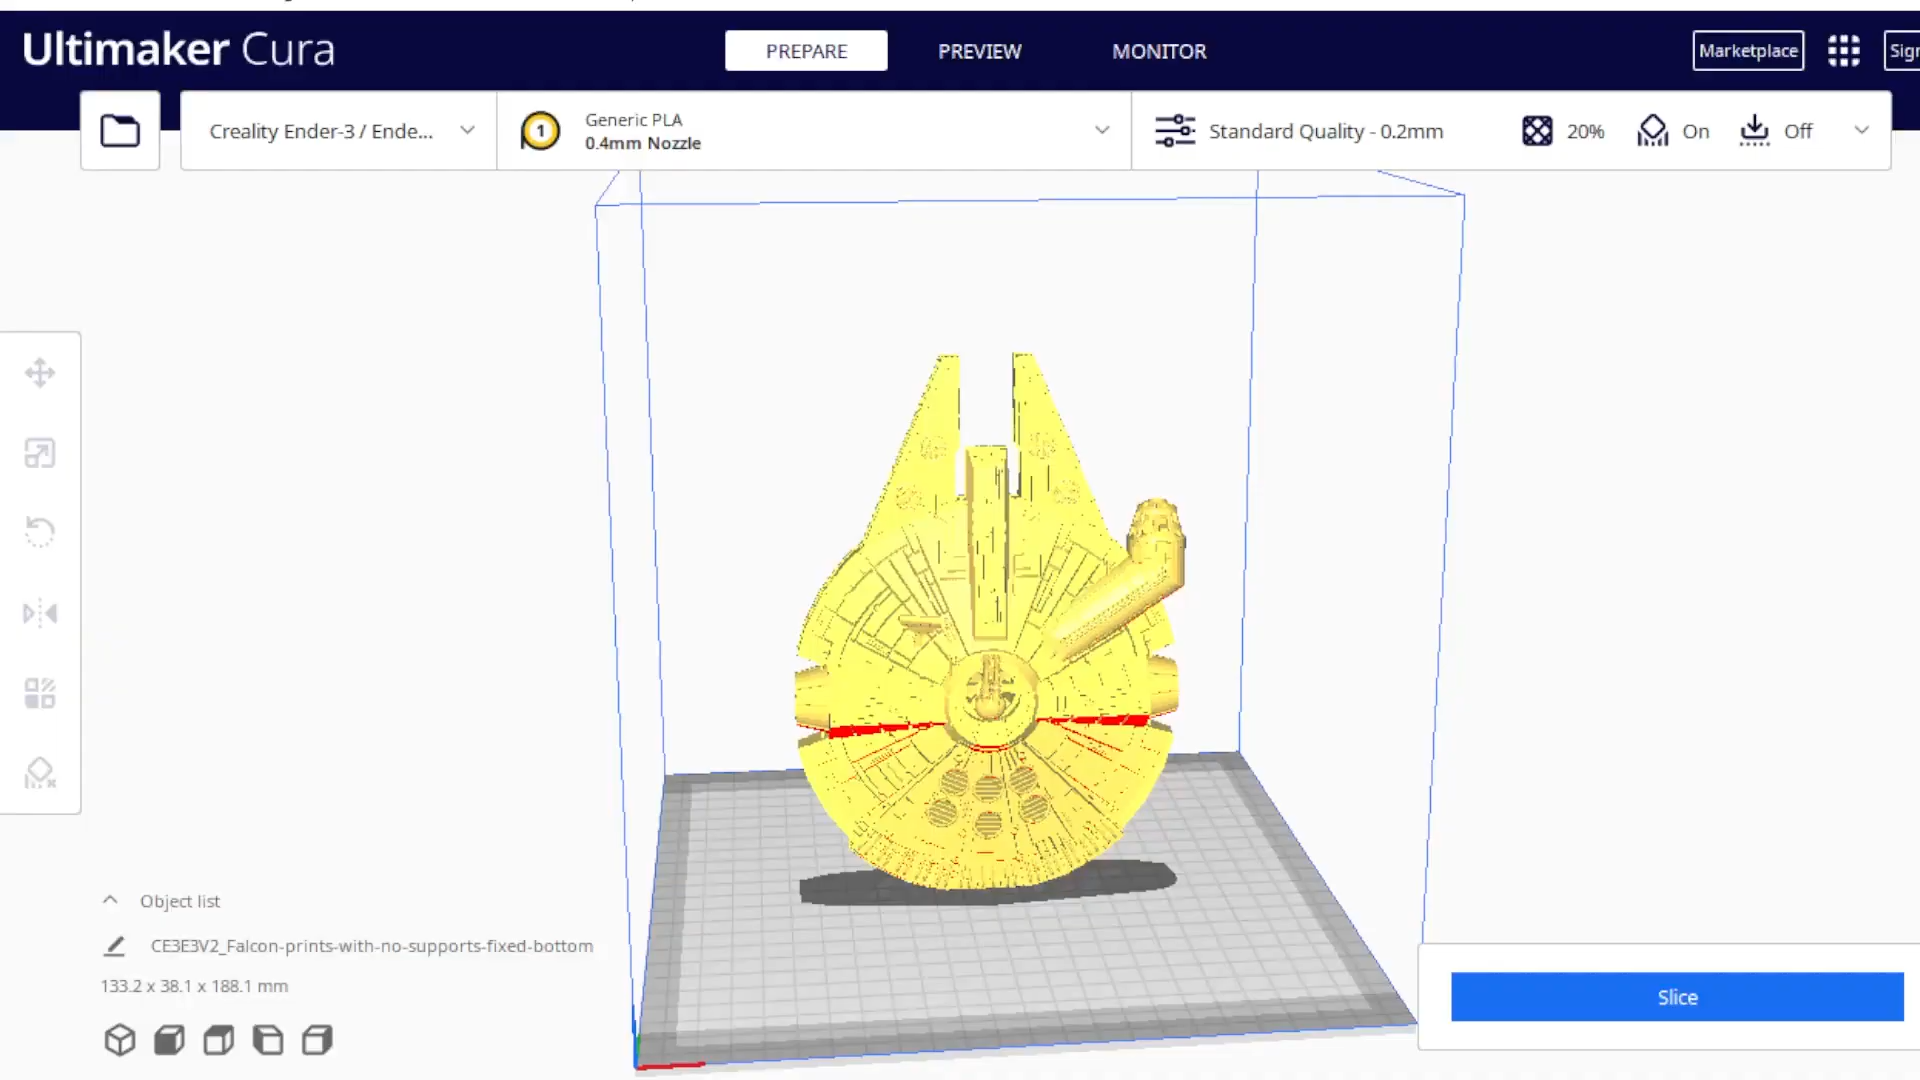 Ultimaker Cura
PREPARE
PREVIEW
MONITOR
Marketplace
Sign
Creality Ender-3 / Ende...
1
Generic PLA
0.4mm Nozzle
Standard Quality - 0.2mm
20%
On
Off
Object list
CE3E3V2_Falcon-prints-with-no-supports-fixed-bottom
133.2 x 38.1 x 188.1 mm
Slice